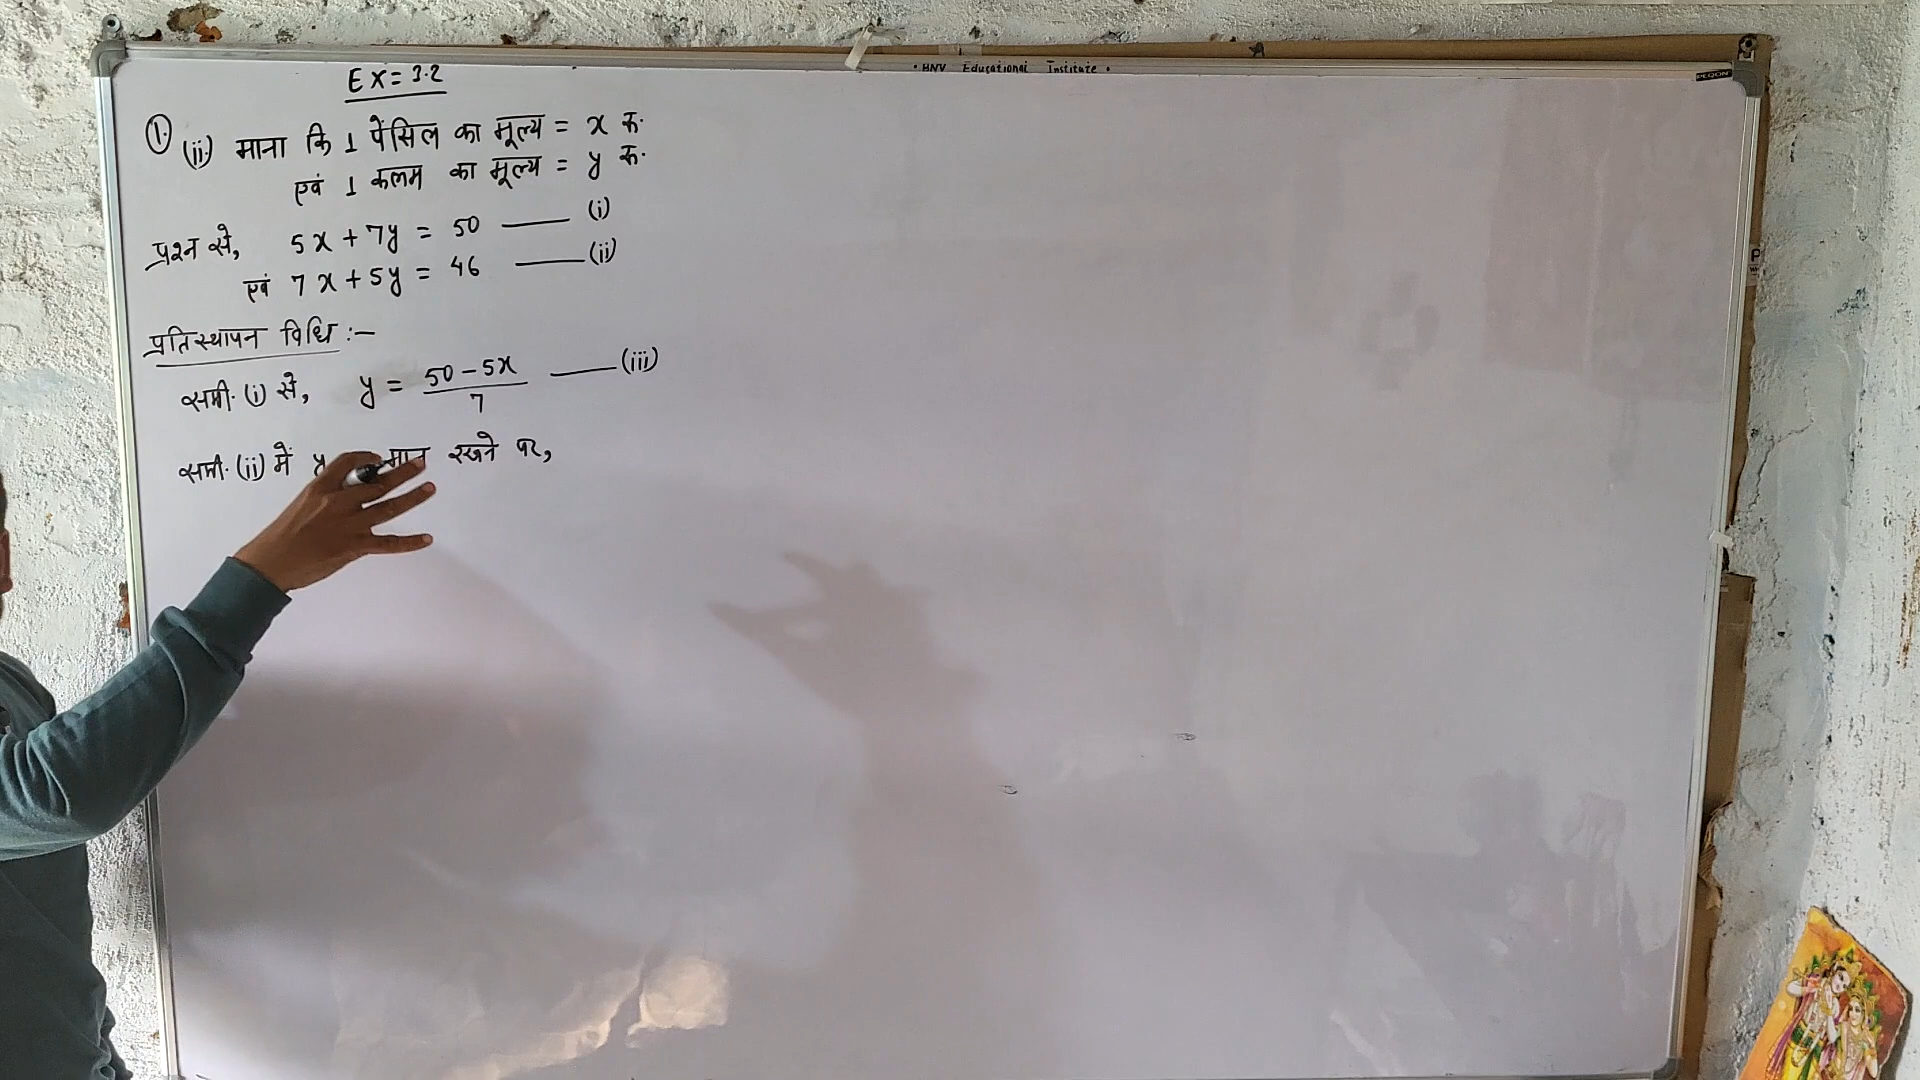 • HNV Educational Institute •
PEQON
Ex = 3.2
①. (ii) माना कि 1 पेंसिल का मूल्य = x रु.
एवं 1 कलम का मूल्य = y रु.
प्रश्न से, 5x + 7y = 50 —— (i)
एवं 7x + 5y = 46 —— (ii)
प्रतिस्थापन विधि :-
समी. (i) से, y = (50 - 5x)/7 —— (iii)
समी. (ii) में y मान रखने पर,